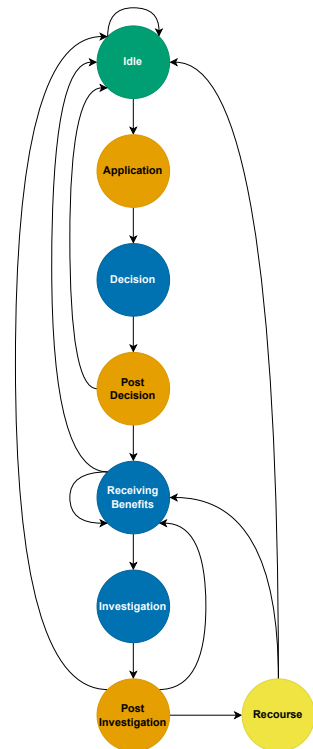 Idle
Application
Decision
Post
Decision
Receiving
Benefits
Investigation
Post
Investigation
Recourse